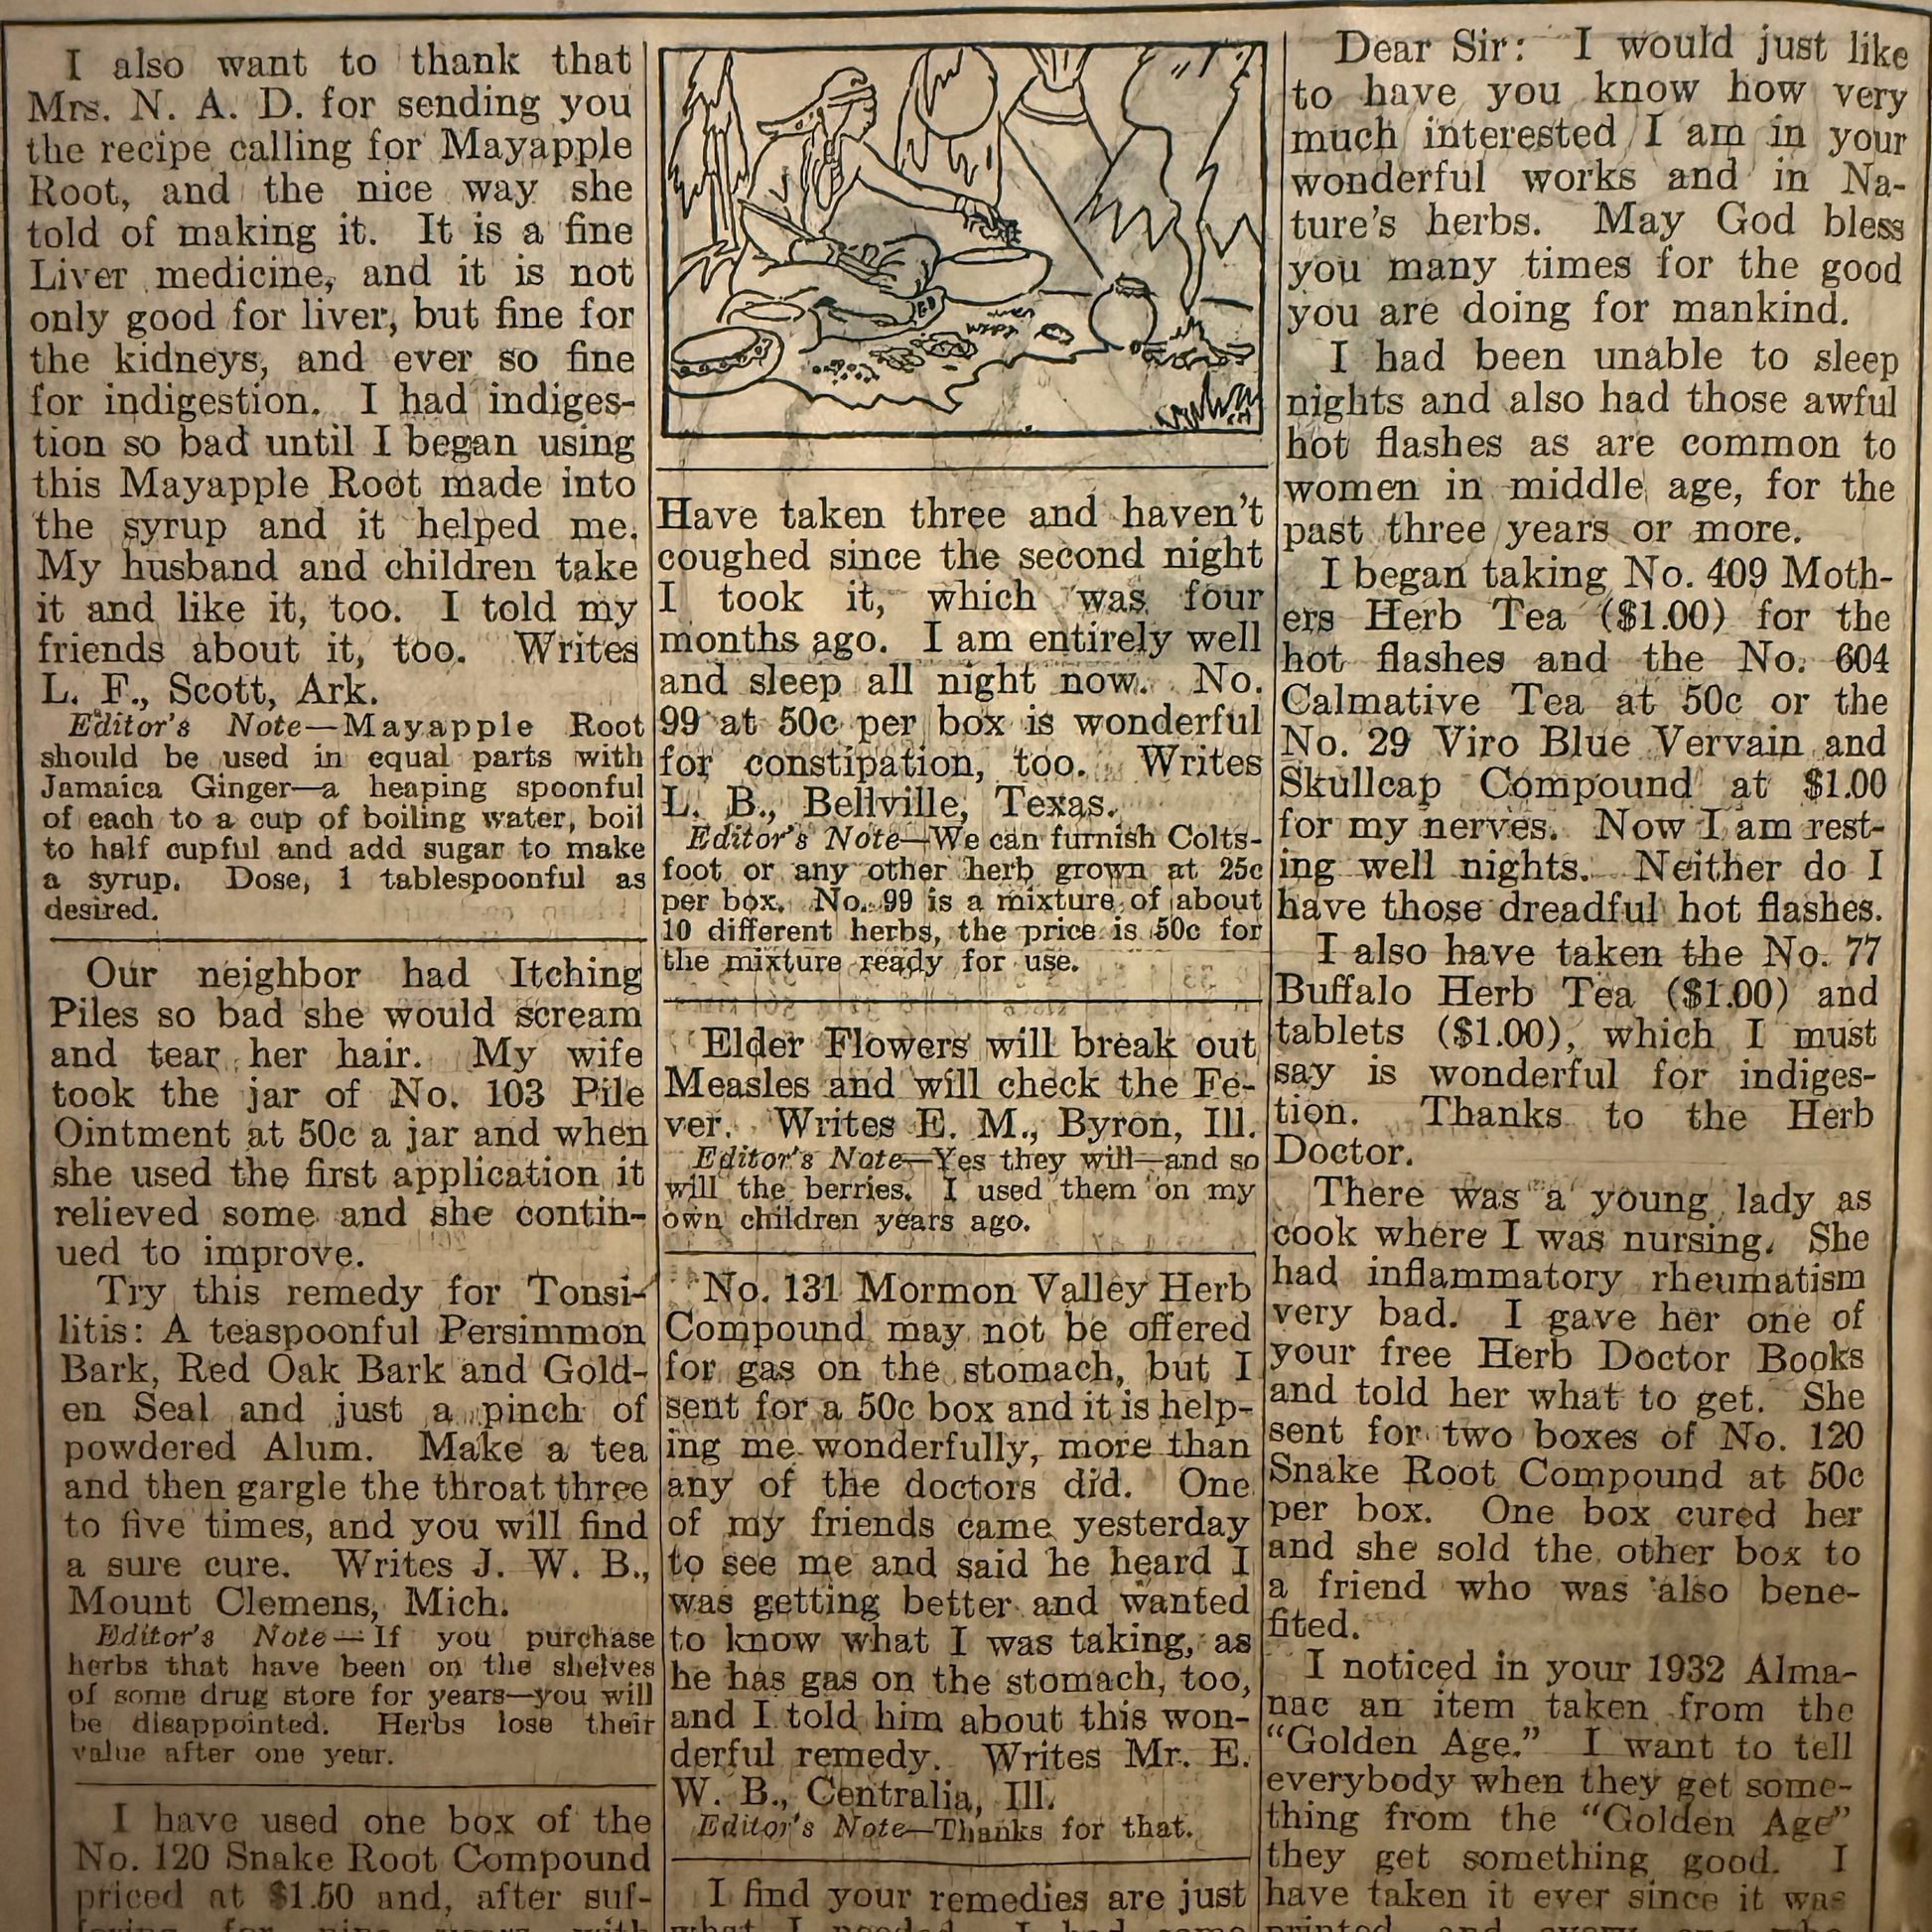 I also want to thank that
Mrs. N. A. D. for sending you
the recipe calling for Mayapple
Root, and the nice way she
told of making it. It is a fine
Liver medicine, and it is not
only good for liver, but fine for
the kidneys, and ever so fine
for indigestion. I had indiges-
tion so bad until I began using
this Mayapple Root made into
the syrup and it helped me.
My husband and children take
it and like it, too. I told my
friends about it, too. Writes
L. F., Scott, Ark.
Editor's Note—Mayapple Root
should be used in equal parts with
Jamaica Ginger—a heaping spoonful
of each to a cup of boiling water, boil
to half cupful and add sugar to make
a syrup. Dose, 1 tablespoonful as
desired.
Our neighbor had Itching
Piles so bad she would scream
and tear her hair. My wife
took the jar of No. 103 Pile
Ointment at 50c a jar and when
she used the first application it
relieved some and she contin-
ued to improve.
Try this remedy for Tonsi-
litis: A teaspoonful Persimmon
Bark, Red Oak Bark and Gold-
en Seal and just a pinch of
powdered Alum. Make a tea
and then gargle the throat three
to five times, and you will find
a sure cure. Writes J. W. B.,
Mount Clemens, Mich.
Editor's Note—If you purchase
herbs that have been on the shelves
of some drug store for years—you will
be disappointed. Herbs lose their
value after one year.
I have used one box of the
No. 120 Snake Root Compound
priced at $1.50 and, after suf-
fering for nine years with
Have taken three and haven't
coughed since the second night
I took it, which was four
months ago. I am entirely well
and sleep all night now. No.
99 at 50c per box is wonderful
for constipation, too. Writes
L. B., Bellville, Texas.
Editor's Note—We can furnish Colts-
foot or any other herb grown at 25c
per box. No. 99 is a mixture of about
10 different herbs, the price is 50c for
the mixture ready for use.
Elder Flowers will break out
Measles and will check the Fe-
ver. Writes E. M., Byron, Ill.
Editor's Note—Yes they will—and so
will the berries. I used them on my
own children years ago.
No. 131 Mormon Valley Herb
Compound may not be offered
for gas on the stomach, but I
sent for a 50c box and it is help-
ing me wonderfully, more than
any of the doctors did. One
of my friends came yesterday
to see me and said he heard I
was getting better and wanted
to know what I was taking, as
he has gas on the stomach, too,
and I told him about this won-
derful remedy. Writes Mr. E.
W. B., Centralia, Ill.
Editor's Note—Thanks for that.
I find your remedies are just
what I needed. I had some
Dear Sir: I would just like
to have you know how very
much interested I am in your
wonderful works and in Na-
ture's herbs. May God bless
you many times for the good
you are doing for mankind.
I had been unable to sleep
nights and also had those awful
hot flashes as are common to
women in middle age, for the
past three years or more.
I began taking No. 409 Moth-
ers Herb Tea ($1.00) for the
hot flashes and the No. 604
Calmative Tea at 50c or the
No. 29 Viro Blue Vervain and
Skullcap Compound at $1.00
for my nerves. Now I am rest-
ing well nights. Neither do I
have those dreadful hot flashes.
I also have taken the No. 77
Buffalo Herb Tea ($1.00) and
tablets ($1.00), which I must
say is wonderful for indiges-
tion. Thanks to the Herb
Doctor.
There was a young lady as
cook where I was nursing. She
had inflammatory rheumatism
very bad. I gave her one of
your free Herb Doctor Books
and told her what to get. She
sent for two boxes of No. 120
Snake Root Compound at 50c
per box. One box cured her
and she sold the other box to
a friend who was also bene-
fited.
I noticed in your 1932 Alma-
nac an item taken from the
"Golden Age." I want to tell
everybody when they get some-
thing from the "Golden Age"
they get something good. I
have taken it ever since it was
printed and every one